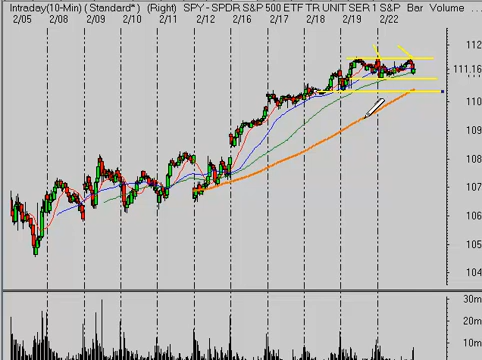 Intraday(10-Min) ( Standard* ) (Right) SPY - SPDR S&P 500 ETF TR UNIT SER 1 S&P Bar Volume ...
2/05 2/08 2/09 2/10 2/11 2/12 2/16 2/17 2/18 2/19 2/22
112
111.16
110
109
108
107
106
105
104
30m
20m
10m